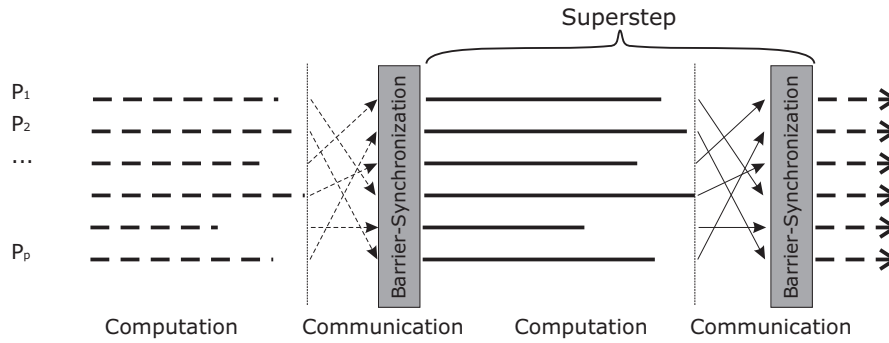 Superstep
P1
P2
...
Pp
Barrier-Synchronization
Barrier-Synchronization
Computation
Communication
Computation
Communication